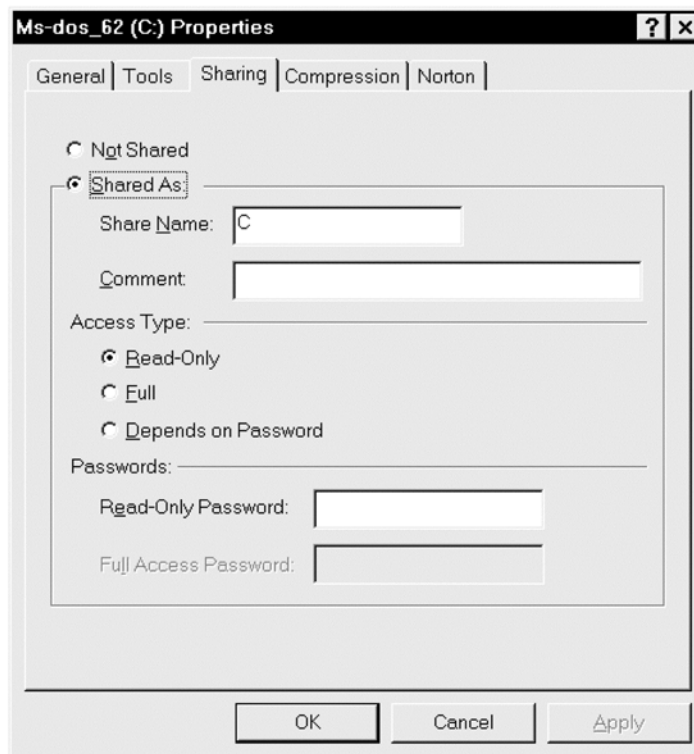 Ms-dos_62 (C:) Properties ? X
General Tools Sharing Compression Norton
Not Shared
Shared As:
Share Name: C
Comment:
Access Type:
Read-Only
Full
Depends on Password
Passwords:
Read-Only Password:
Full Access Password:
OK Cancel Apply